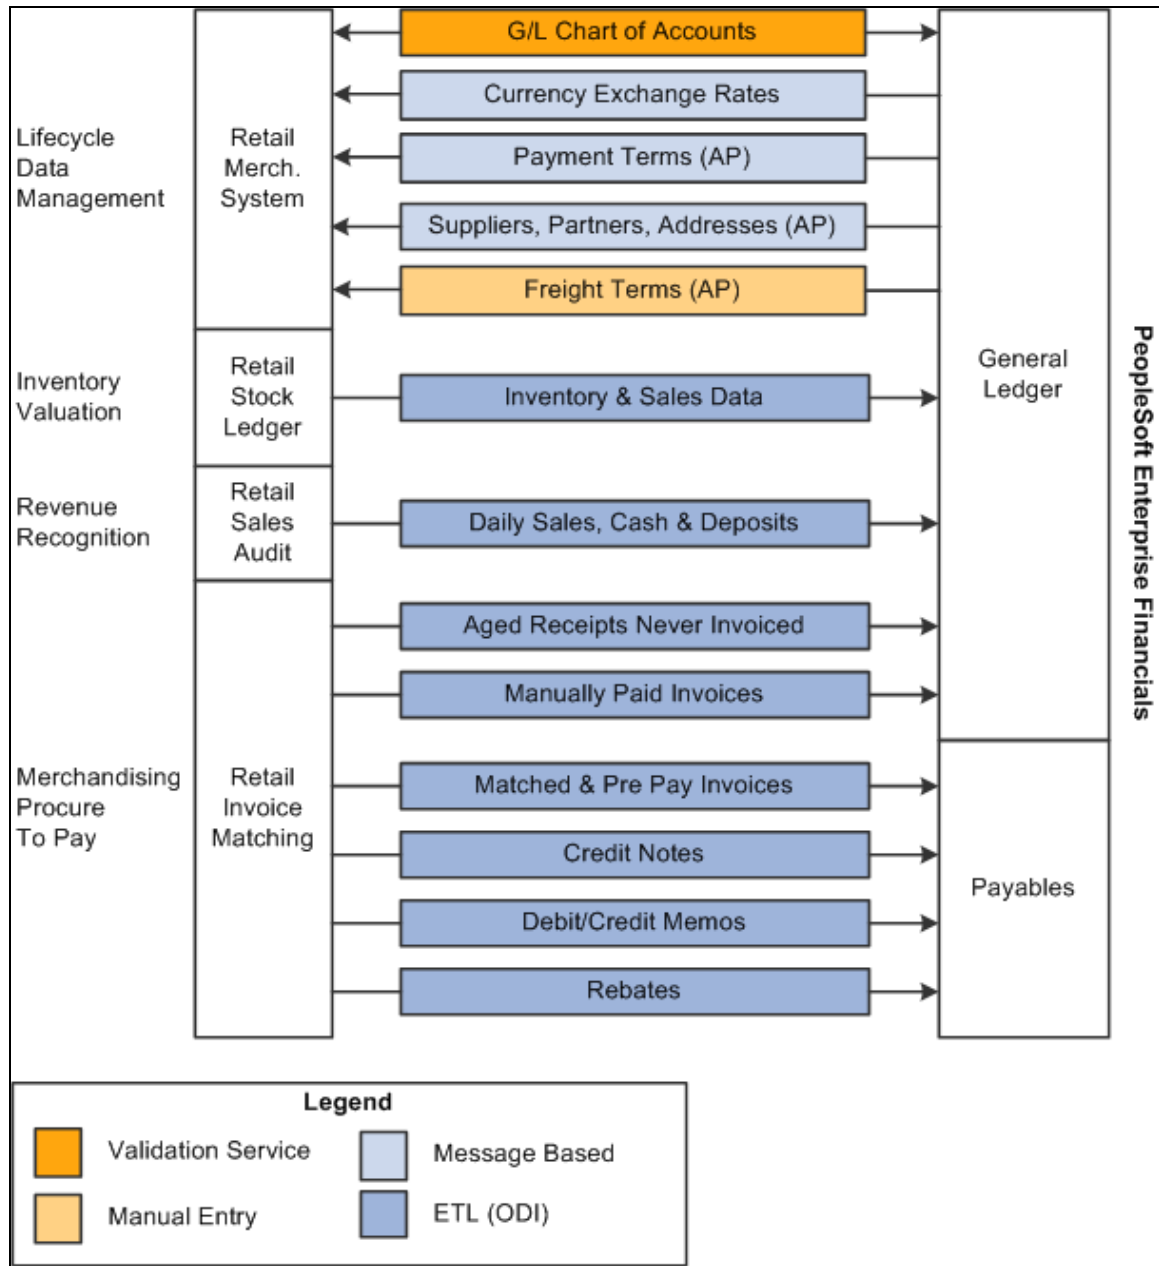 G/L Chart of Accounts
Currency Exchange Rates
Payment Terms (AP)
Suppliers, Partners, Addresses (AP)
Freight Terms (AP)
Lifecycle
Data
Management
Retail
Merch.
System
Inventory
Valuation
Retail
Stock
Ledger
Inventory & Sales Data
General
Ledger
Revenue
Recognition
Retail
Sales
Audit
Daily Sales, Cash & Deposits
Aged Receipts Never Invoiced
Manually Paid Invoices
Merchandising
Procure
To Pay
Retail
Invoice
Matching
Matched & Pre Pay Invoices
Credit Notes
Debit/Credit Memos
Rebates
Payables
PeopleSoft Enterprise Financials
Legend
Validation Service
Message Based
Manual Entry
ETL (ODI)